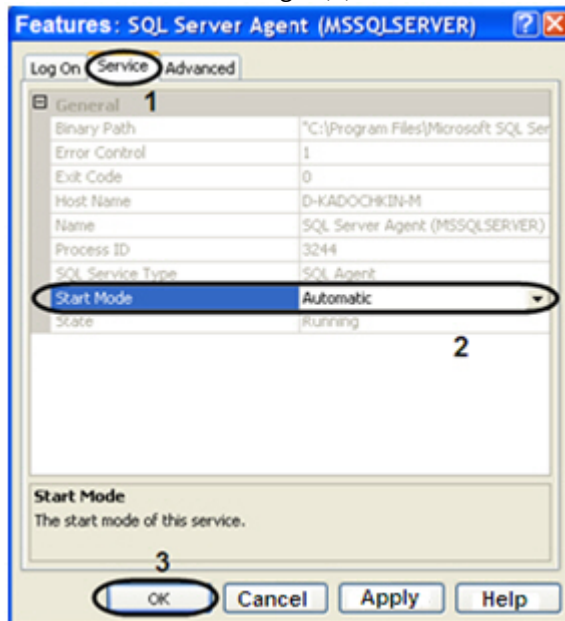 Features: SQL Server Agent (MSSQLSERVER)
Log On Service Advanced
1
General
Binary Path "C:\Program Files\Microsoft SQL Ser
Error Control 1
Exit Code 0
Host Name D-KADOCHKIN-M
Name SQL Server Agent (MSSQLSERVER)
Process ID 3244
SQL Service Type SQL Agent
Start Mode Automatic
State Running
2
Start Mode
The start mode of this service.
3
OK Cancel Apply Help